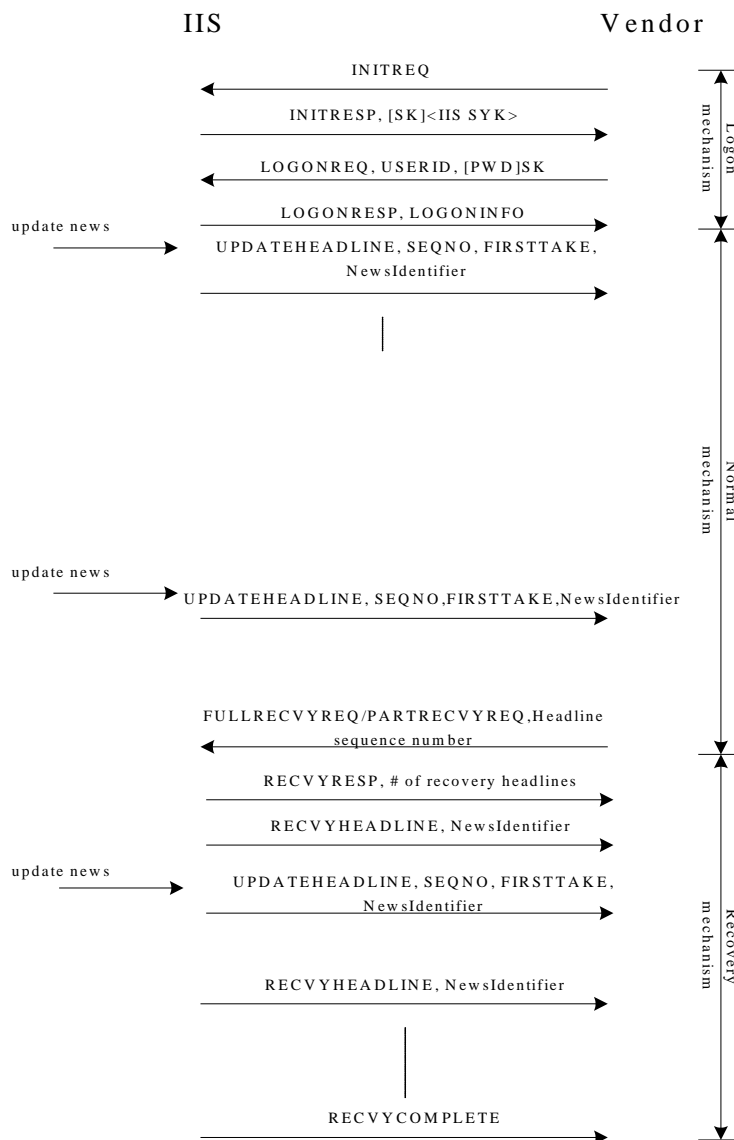 IIS
Vendor
INITREQ
INITRESP, [SK]<IIS SYK>
LOGONREQ, USERID, [PWD]SK
LOGONRESP, LOGONINFO
Logon
mechanism
update news
UPDATEHEADLINE, SEQNO, FIRSTTAKE,
NewsIdentifier
Normal
mechanism
update news
UPDATEHEADLINE, SEQNO,FIRSTTAKE,NewsIdentifier
FULLRECVYREQ/PARTRECVYREQ,Headline
sequence number
RECVYRESP, # of recovery headlines
RECVYHEADLINE, NewsIdentifier
update news
UPDATEHEADLINE, SEQNO, FIRSTTAKE,
NewsIdentifier
Recovery
mechanism
RECVYHEADLINE, NewsIdentifier
RECVYCOMPLETE